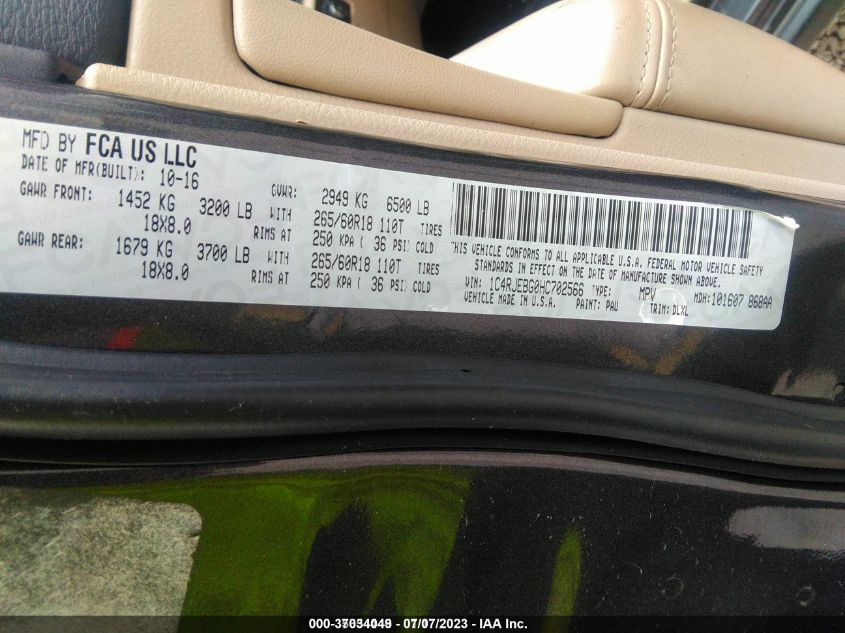 MFD BY FCA US LLC
DATE OF MFR(BUILT): 10-16 GVWR: 2949 KG 6500 LB
GAWR FRONT: 1452 KG 3200 LB WITH 265/60R18 110T TIRES
18X8.0 RIMS AT 250 KPA ( 36 PSI) COLD
GAWR REAR: 1679 KG 3700 LB WITH 265/60R18 110T TIRES
18X8.0 RIMS AT 250 KPA ( 36 PSI) COLD
THIS VEHICLE CONFORMS TO ALL APPLICABLE U.S.A. FEDERAL MOTOR VEHICLE SAFETY
STANDARDS IN EFFECT ON THE DATE OF MANUFACTURE SHOWN ABOVE.
VIN: 1C4RJEBG0HC702566 TYPE: MPV MDH: 101607 868AA
VEHICLE MADE IN U.S.A. PAINT: PAU TRIM: DLXL
000-37034049 - 07/07/2023 - IAA Inc.